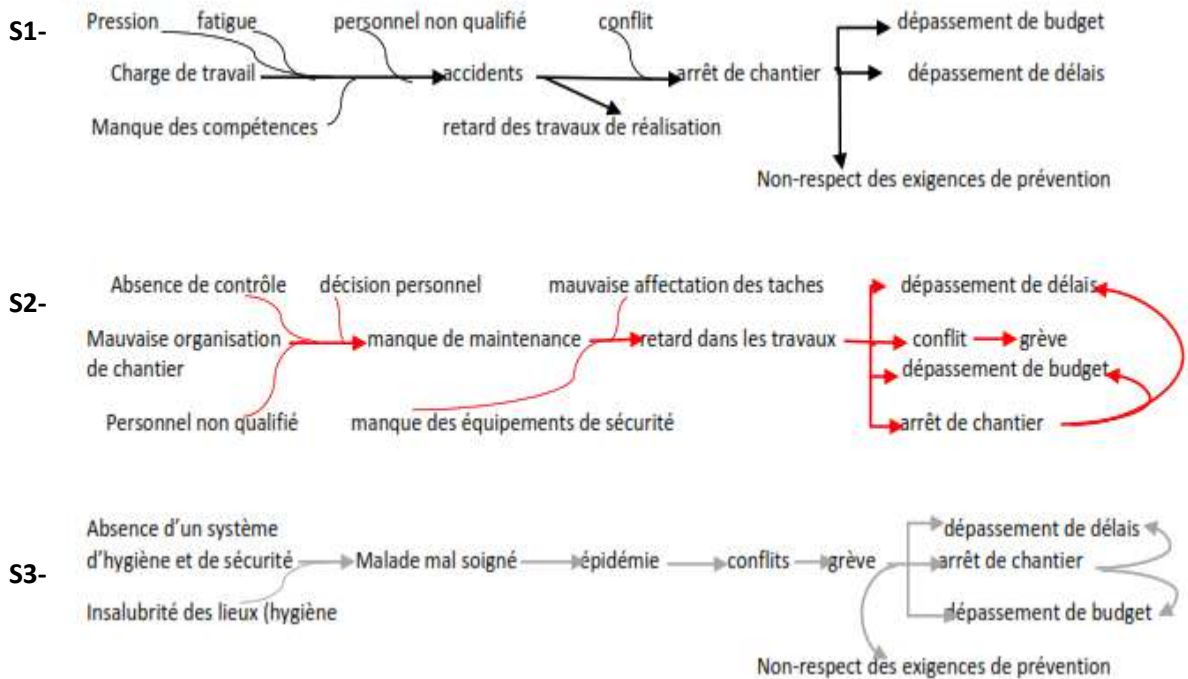 S1-
Pression fatigue personnel non qualifié conflit dépassement de budget
Charge de travail accidents arrêt de chantier dépassement de délais
Manque des compétences retard des travaux de réalisation
Non-respect des exigences de prévention
S2-
Absence de contrôle décision personnel mauvaise affectation des taches dépassement de délais
Mauvaise organisation manque de maintenance retard dans les travaux conflit grève
de chantier dépassement de budget
Personnel non qualifié manque des équipements de sécurité arrêt de chantier
S3-
Absence d'un système dépassement de délais
d'hygiène et de sécurité Malade mal soigné épidémie conflits grève arrêt de chantier
Insalubrité des lieux (hygiène dépassement de budget
Non-respect des exigences de prévention